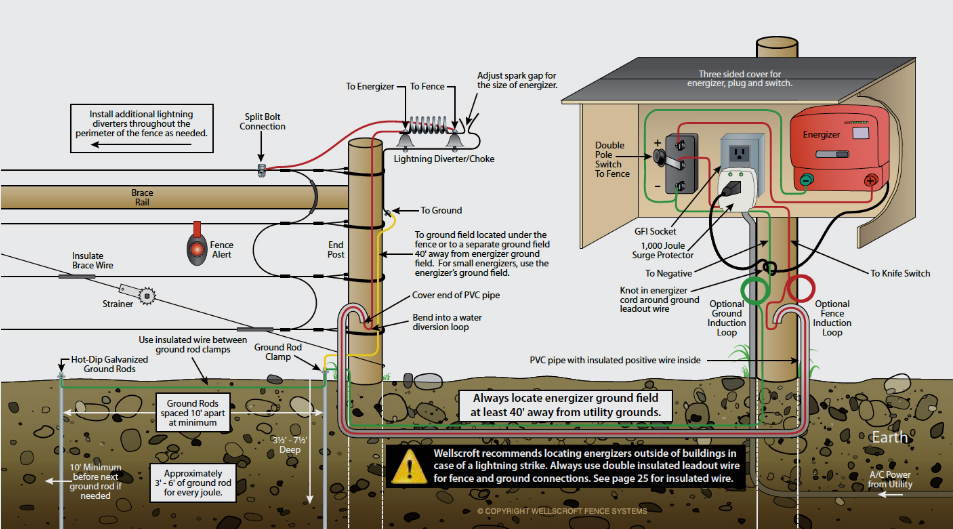 Three sided cover for
energizer, plug and switch.
Adjust spark gap for
the size of energizer.
To Energizer
To Fence
Install additional lightning
diverters throughout the
perimeter of the fence as needed.
Split Bolt
Connection
Lightning Diverter/Choke
Double
Pole
Switch
To Fence
+
−
Energizer
−
+
Brace
Rail
To Ground
GFI Socket
1,000 Joule
Surge Protector
Fence
Alert
End
Post
To ground field located under the
fence or to a separate ground field
40' away from energizer ground
field. For small energizers, use the
energizer's ground field.
Insulate
Brace Wire
Strainer
To Negative
To Knife Switch
Knot in energizer
cord around ground
leadout wire
Optional
Ground
Induction
Loop
Optional
Fence
Induction
Loop
Cover end of PVC pipe
Bend into a water
diversion loop
Use insulated wire between
ground rod clamps
Ground Rod
Clamp
Hot-Dip Galvanized
Ground Rods
PVC pipe with insulated positive wire inside
Ground Rods
spaced 10' apart
at minimum
Always locate energizer ground field
at least 40' away from utility grounds.
3½' - 7½'
Deep
Earth
10' Minimum
before next
ground rod if
needed
Approximately
3' - 6' of ground rod
for every joule.
Wellscroft recommends locating energizers outside of buildings in
case of a lightning strike. Always use double insulated leadout wire
for fence and ground connections. See page 25 for insulated wire.
A/C Power
from Utility
© COPYRIGHT WELLSCROFT FENCE SYSTEMS